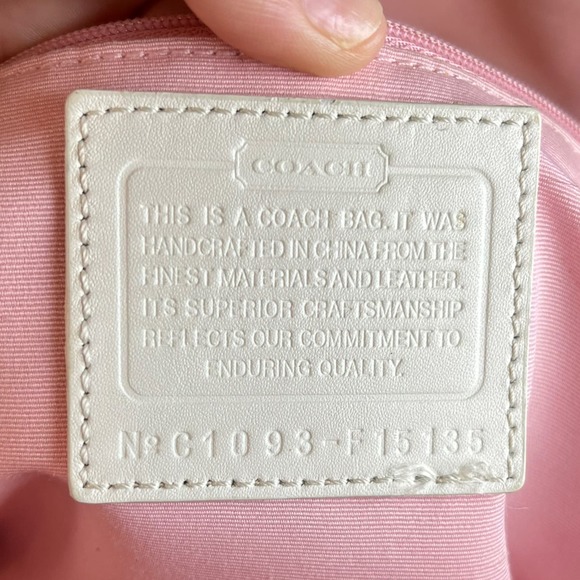 COACH
THIS IS A COACH BAG. IT WAS
HANDCRAFTED IN CHINA FROM THE
FINEST MATERIALS AND LEATHER.
ITS SUPERIOR CRAFTSMANSHIP
REFLECTS OUR COMMITMENT TO
ENDURING QUALITY.
№ C1093-F15135